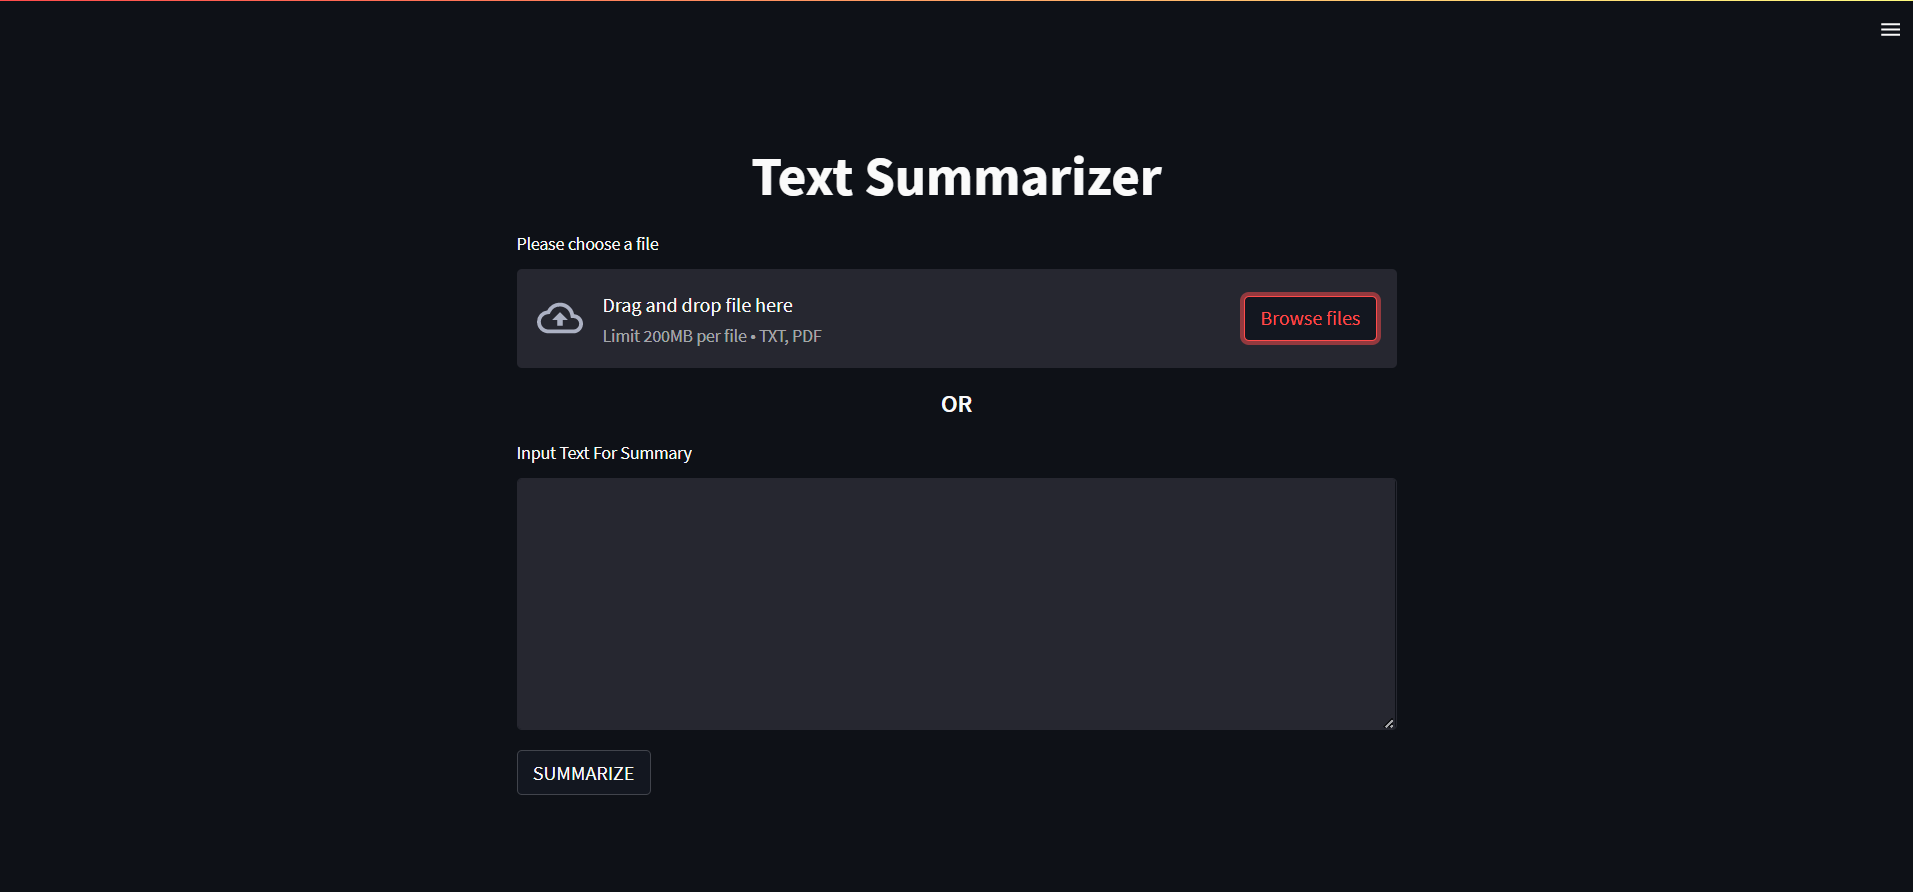 Text Summarizer
Please choose a file
Drag and drop file here
Limit 200MB per file • TXT, PDF
Browse files
OR
Input Text For Summary
SUMMARIZE